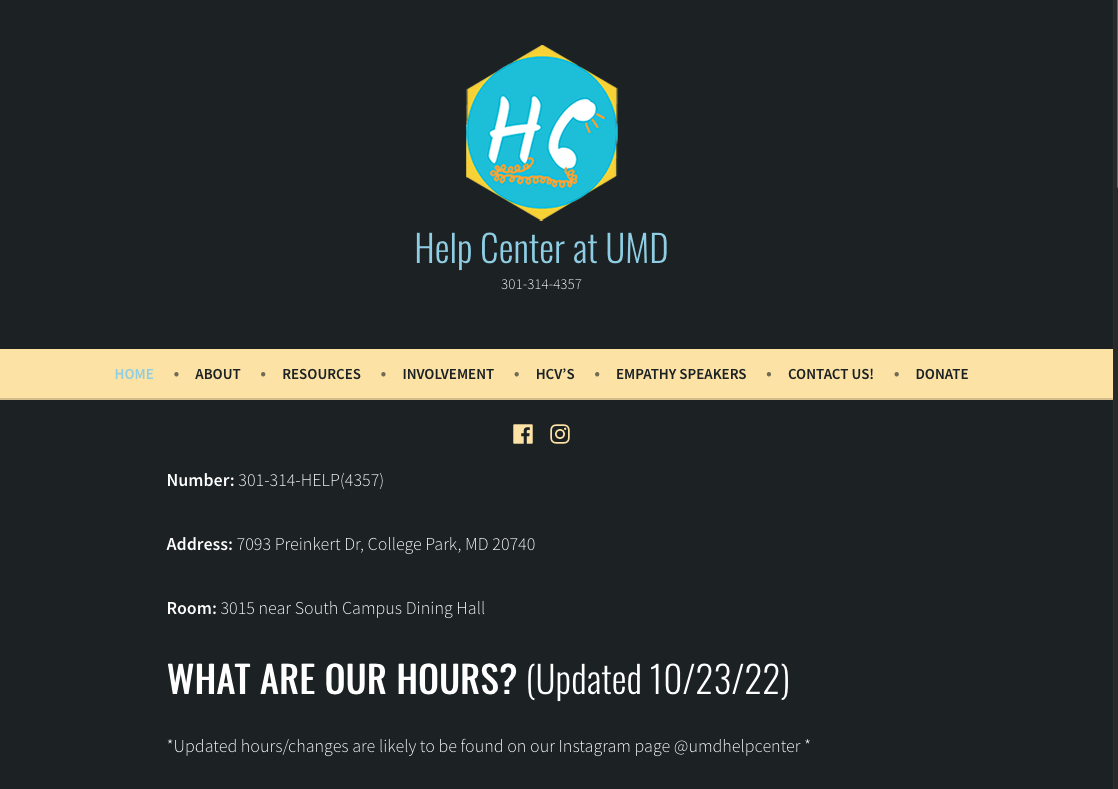 HC
Help Center at UMD
301-314-4357
HOME • ABOUT • RESOURCES • INVOLVEMENT • HCV'S • EMPATHY SPEAKERS • CONTACT US! • DONATE
Number: 301-314-HELP(4357)
Address: 7093 Preinkert Dr, College Park, MD 20740
Room: 3015 near South Campus Dining Hall
WHAT ARE OUR HOURS? (Updated 10/23/22)
*Updated hours/changes are likely to be found on our Instagram page @umdhelpcenter *